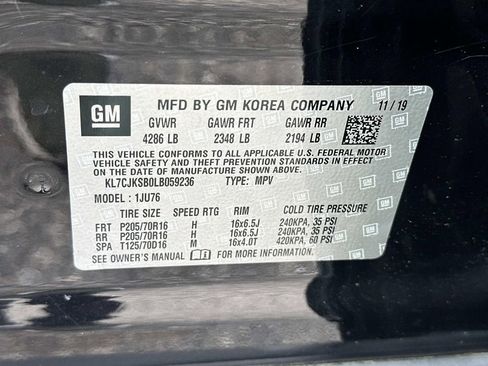 GM MFD BY GM KOREA COMPANY 11/19
GVWR GAWR FRT GAWR RR
4286 LB 2348 LB 2194 LB
THIS VEHICLE CONFORMS TO ALL APPLICABLE U.S. FEDERAL MOTOR
VEHICLE SAFETY AND THEFT PREVENTION STANDARDS IN EFFECT
ON THE DATE OF MANUFACTURE SHOWN ABOVE.
KL7CJKSB0LB059236 TYPE: MPV
MODEL : 1JU76
TIRE SIZE SPEED RTG RIM COLD TIRE PRESSURE
FRT P205/70R16 H 16x6.5J 240KPA, 35 PSI
RR P205/70R16 H 16x6.5J 240KPA, 35 PSI
SPA T125/70D16 M 16x4.0T 420KPA, 60 PSI
SEE OWNER'S MANUAL FOR MORE INFORMATION.